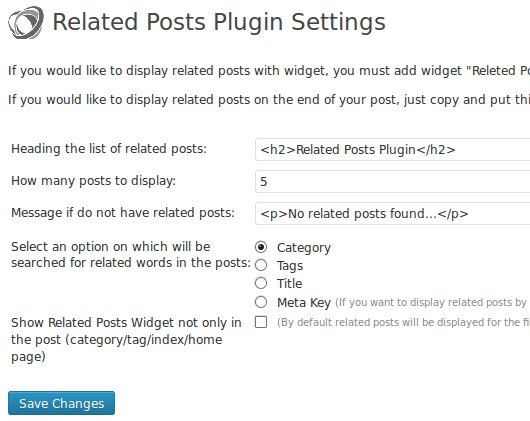 Related Posts Plugin Settings
If you would like to display related posts with widget, you must add widget "Releted Po
If you would like to display related posts on the end of your post, just copy and put thi
Heading the list of related posts: <h2>Related Posts Plugin</h2>
How many posts to display: 5
Message if do not have related posts: <p>No related posts found...</p>
Select an option on which will be
searched for related words in the posts:
Category
Tags
Title
Meta Key (If you want to display related posts by
Show Related Posts Widget not only in
the post (category/tag/index/home
page)
(By default related posts will be displayed for the fi
Save Changes